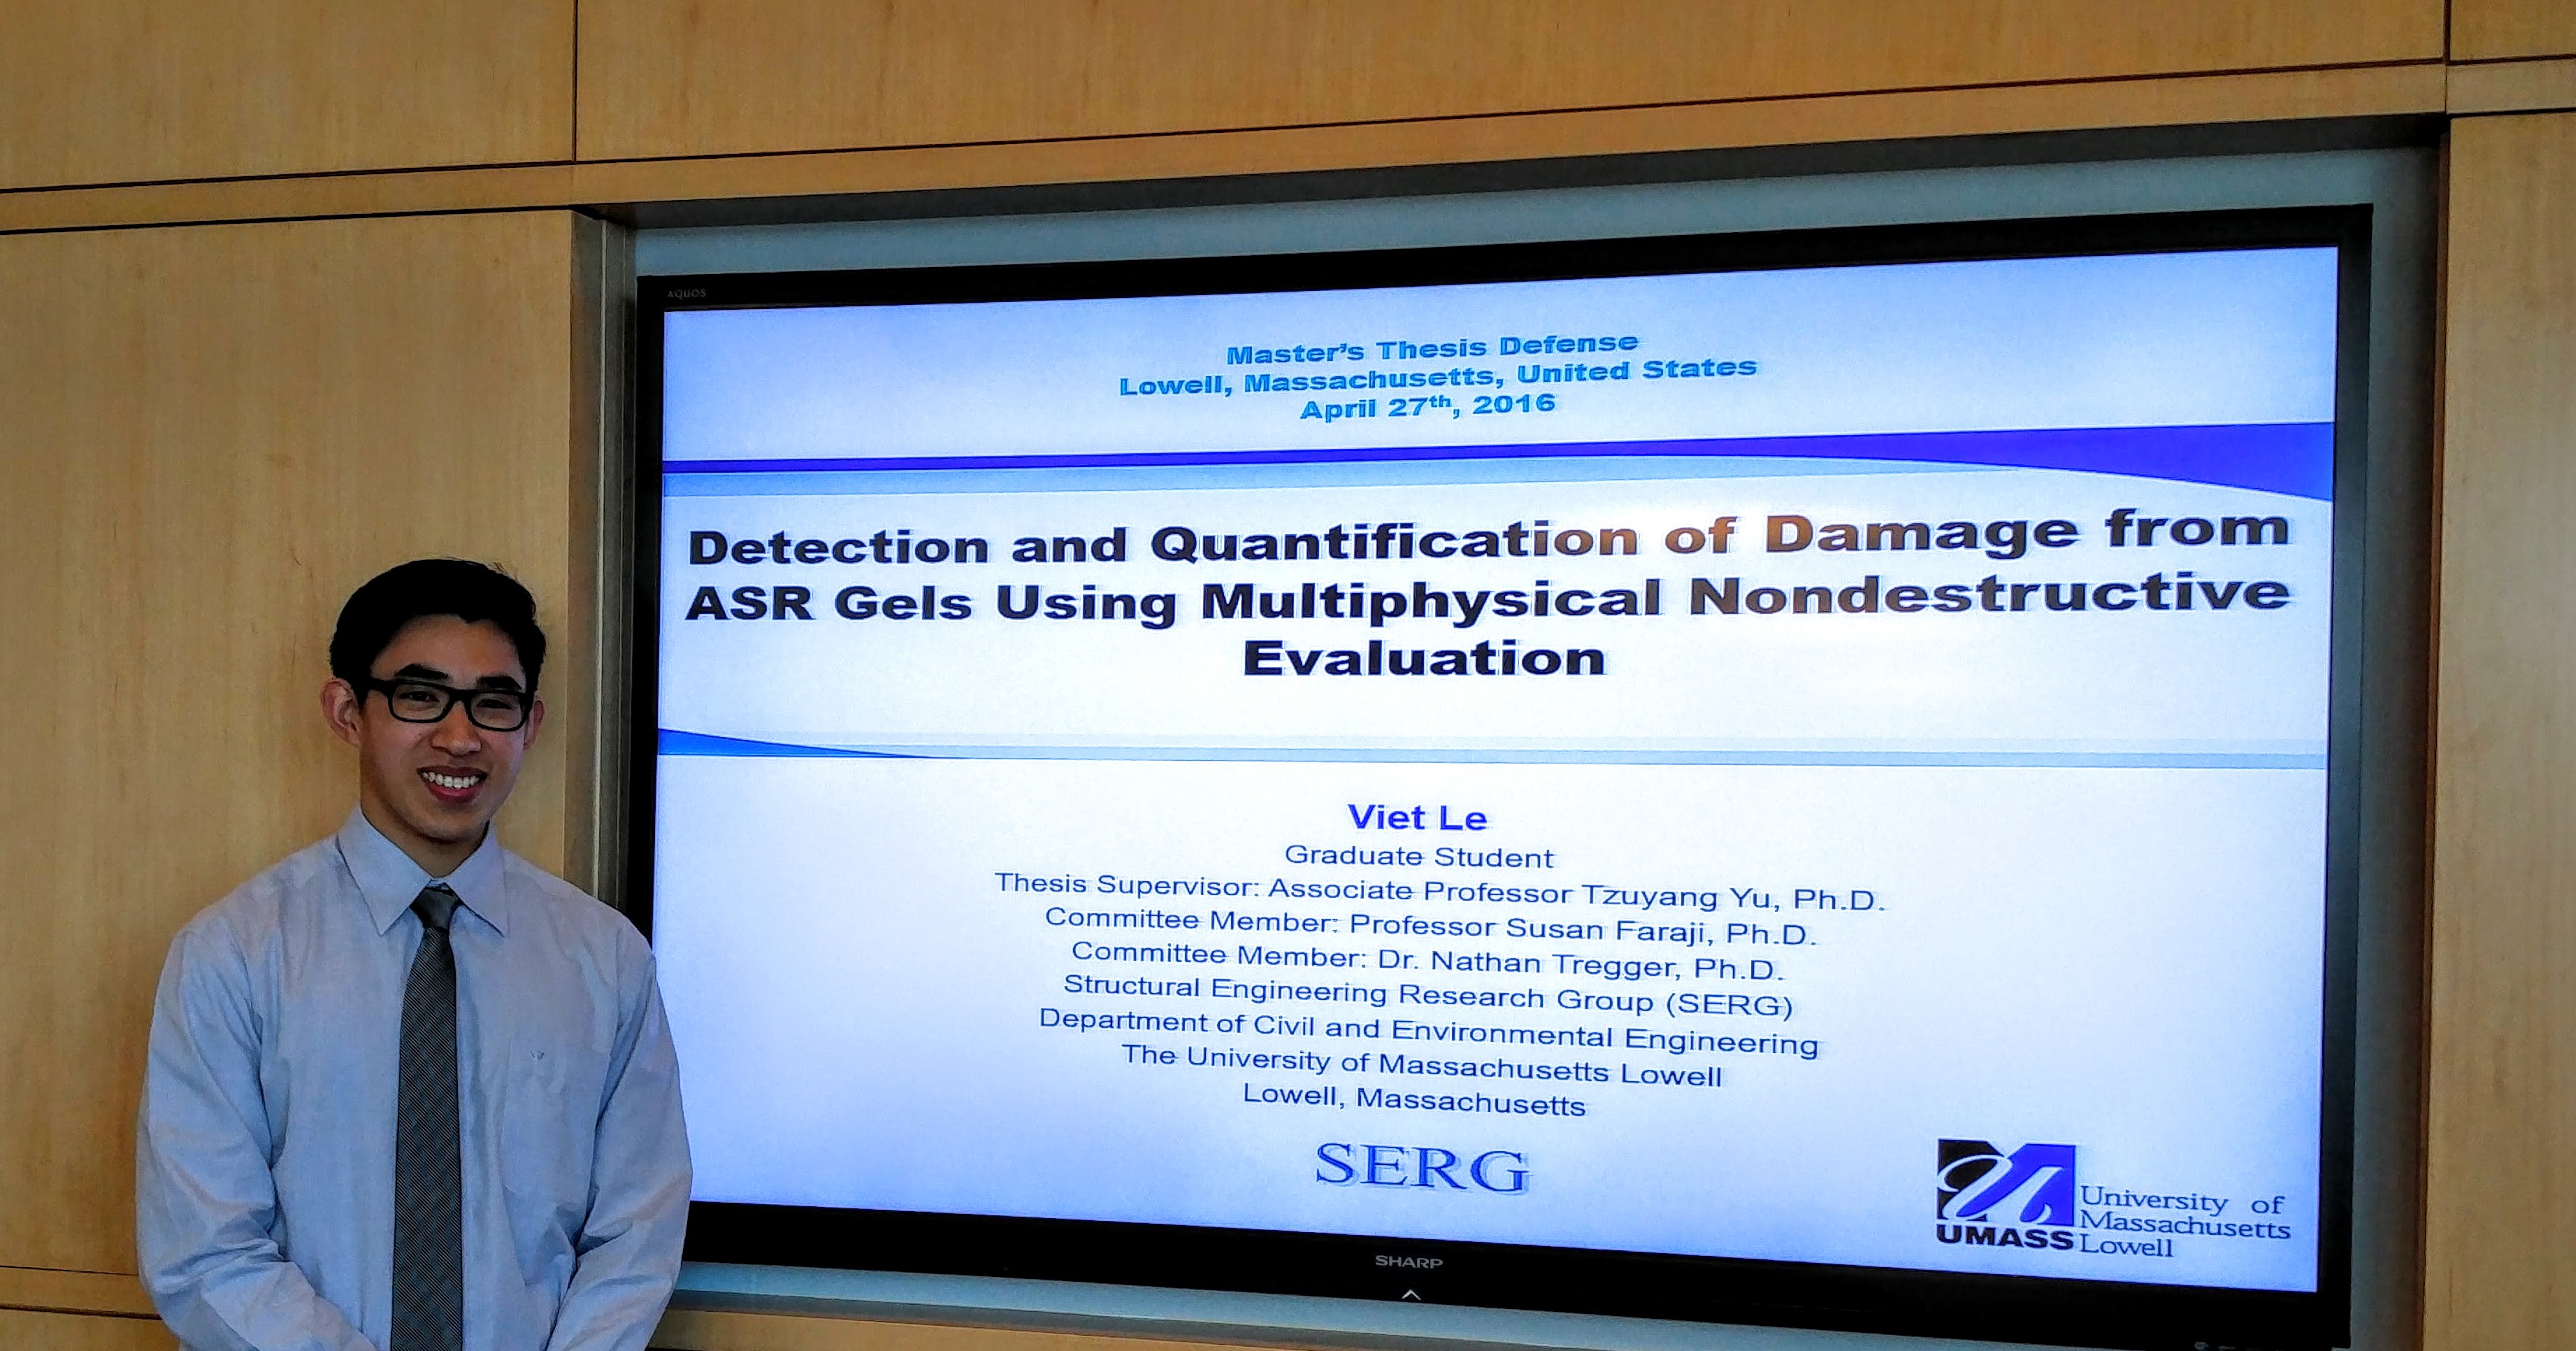 AQUOS
Master's Thesis Defense
Lowell, Massachusetts, United States
April 27th, 2016
Detection and Quantification of Damage from
ASR Gels Using Multiphysical Nondestructive
Evaluation
Viet Le
Graduate Student
Thesis Supervisor: Associate Professor Tzuyang Yu, Ph.D.
Committee Member: Professor Susan Faraji, Ph.D.
Committee Member: Dr. Nathan Tregger, Ph.D.
Structural Engineering Research Group (SERG)
Department of Civil and Environmental Engineering
The University of Massachusetts Lowell
Lowell, Massachusetts
SERG
UMASS
University of
Massachusetts
Lowell
SHARP